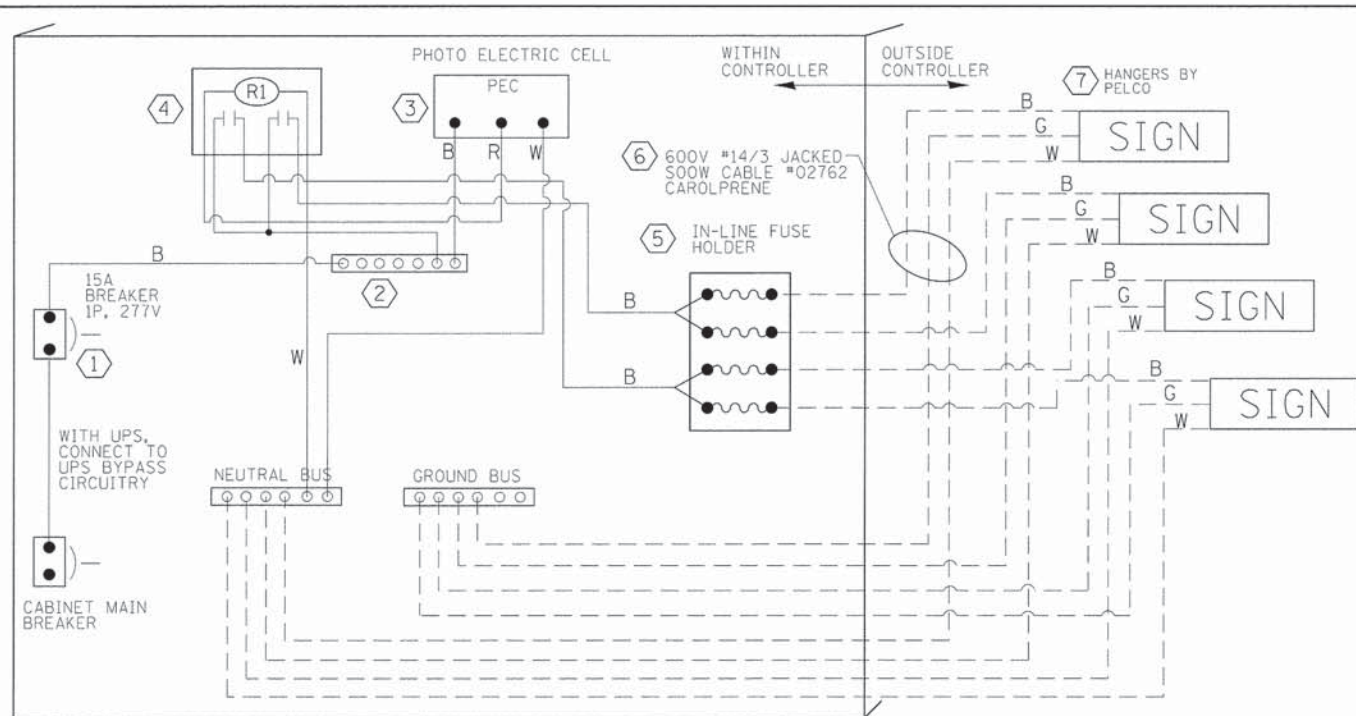 PHOTO ELECTRIC CELL
WITHIN
CONTROLLER
OUTSIDE
CONTROLLER
7
HANGERS BY
PELCO
R1
4
3
PEC
B
R
W
B
G
W
SIGN
6
600V #14/3 JACKED
SOOW CABLE #02762
CAROLPRENE
B
G
W
SIGN
5
IN-LINE FUSE
HOLDER
B
2
15A
BREAKER
1P, 277V
1
B
B
W
B
G
W
SIGN
B
G
W
SIGN
WITH UPS,
CONNECT TO
UPS BYPASS
CIRCUITRY
NEUTRAL BUS
GROUND BUS
CABINET MAIN
BREAKER